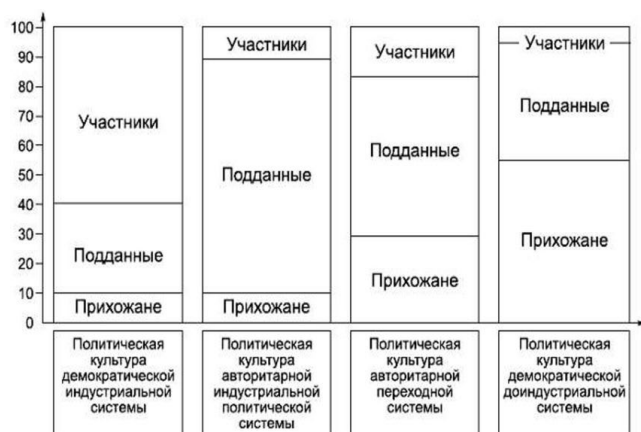 100
90
80
70
60
50
40
30
20
10
0
Участники
Подданные
Прихожане
Участники
Подданные
Прихожане
Участники
Подданные
Прихожане
Участники
Подданные
Прихожане
Политическая
культура
демократической
индустриальной
системы
Политическая
культура
авторитарной
индустриальной
политической
системы
Политическая
культура
авторитарной
переходной
системы
Политическая
культура
демократической
доиндустриальной
системы